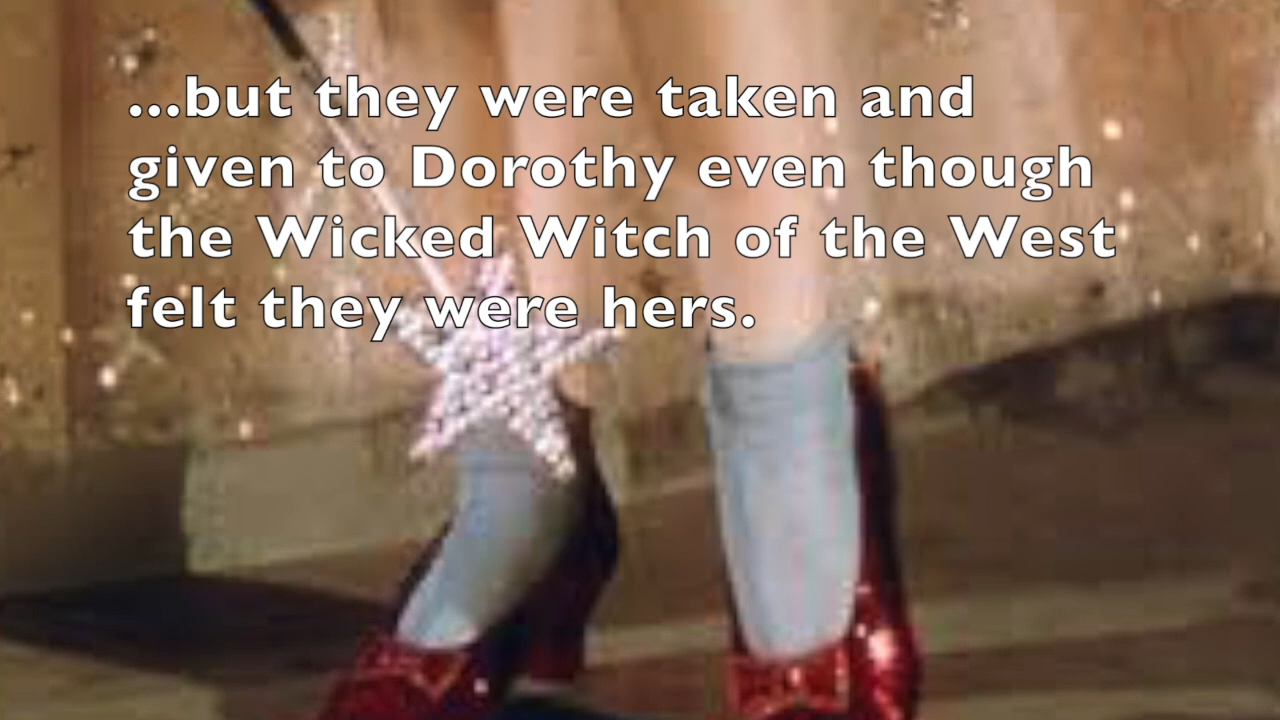 ...but they were taken and
given to Dorothy even though
the Wicked Witch of the West
felt they were hers.